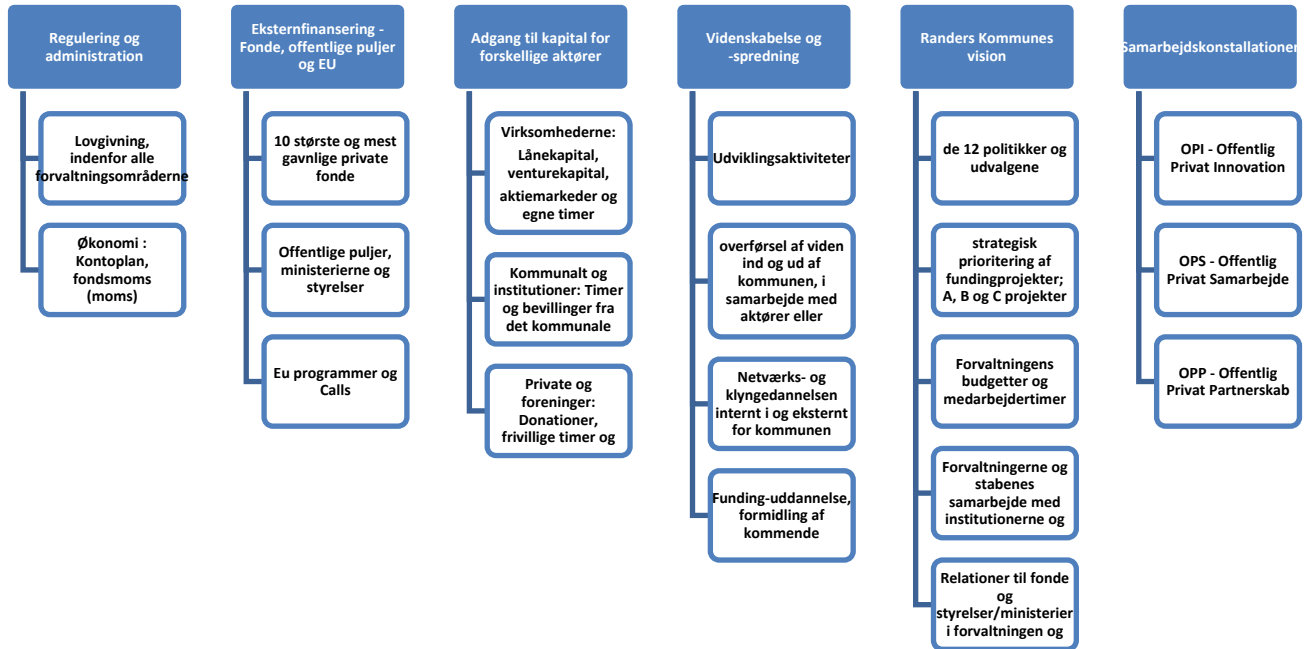 Regulering og
administration
Lovgivning,
indenfor alle
forvaltningsområderne
Økonomi :
Kontoplan,
fondsmoms
(moms)
Eksternfinansering -
Fonde, offentlige puljer
og EU
10 største og mest
gavnlige private
fonde
Offentlige puljer,
ministerierne og
styrelser
Eu programmer og
Calls
Adgang til kapital for
forskellige aktører
Virksomhederne:
Lånekapital,
venturekapital,
aktiemarkeder og
egne timer
Kommunalt og
institutioner: Timer
og bevillinger fra
det kommunale
Private og
foreninger:
Donationer,
frivillige timer og
Videnskabelse og
-spredning
Udviklingsaktiviteter
overførsel af viden
ind og ud af
kommunen, i
samarbejde med
aktører eller
Netværks- og
klyngedannelsen
internt i og eksternt
for kommunen
Funding-uddannelse,
formidling af
kommende
Randers Kommunes
vision
de 12 politikker og
udvalgene
strategisk
prioritering af
fundingprojekter;
A, B og C projekter
Forvaltningens
budgetter og
medarbejdertimer
Forvaltningerne og
stabenes
samarbejde med
institutionerne og
Relationer til fonde
og
styrelser/ministerier
i forvaltningen og
Samarbejdskonstallationer
OPI - Offentlig
Privat Innovation
OPS - Offentlig
Privat Samarbejde
OPP - Offentlig
Privat Partnerskab